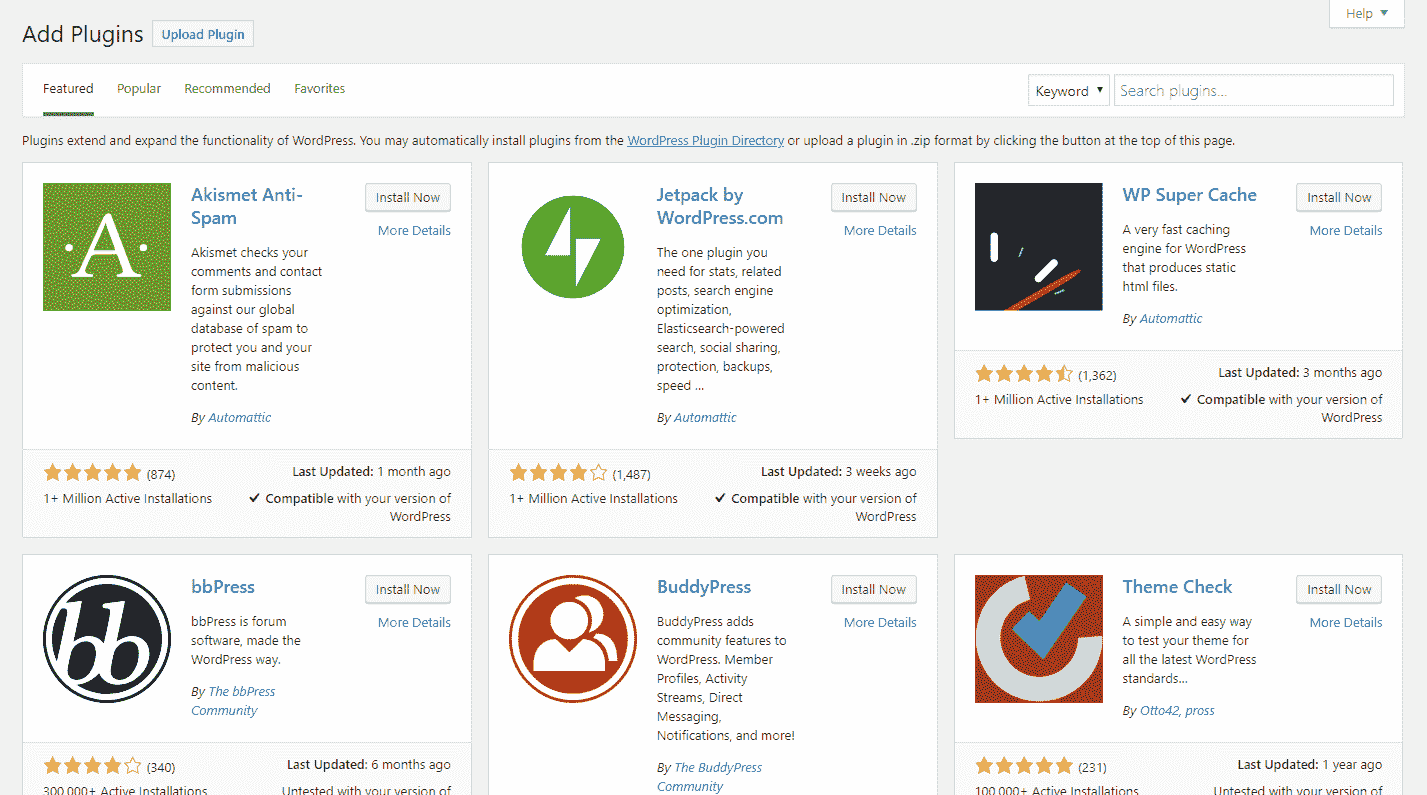 Help
Add Plugins
Upload Plugin
Featured
Popular
Recommended
Favorites
Keyword
Search plugins...
Plugins extend and expand the functionality of WordPress. You may automatically install plugins from the WordPress Plugin Directory or upload a plugin in .zip format by clicking the button at the top of this page.
A
Akismet Anti-
Spam
Install Now
More Details
Akismet checks your
comments and contact
form submissions
against our global
database of spam to
protect you and your
site from malicious
content.
By Automattic
(874)
Last Updated: 1 month ago
1+ Million Active Installations
Compatible with your version of
WordPress
Jetpack by
WordPress.com
Install Now
More Details
The one plugin you
need for stats, related
posts, search engine
optimization,
Elasticsearch-powered
search, social sharing,
protection, backups,
speed ...
By Automattic
(1,487)
Last Updated: 3 weeks ago
1+ Million Active Installations
Compatible with your version of
WordPress
WP Super Cache
Install Now
More Details
A very fast caching
engine for WordPress
that produces static
html files.
By Automattic
(1,362)
Last Updated: 3 months ago
1+ Million Active Installations
Compatible with your version of
WordPress
bb
bbPress
Install Now
More Details
bbPress is forum
software, made the
WordPress way.
By The bbPress
Community
(340)
Last Updated: 6 months ago
300,000+ Active Installations
Untested with your version of
BuddyPress
Install Now
More Details
BuddyPress adds
community features to
WordPress. Member
Profiles, Activity
Streams, Direct
Messaging,
Notifications, and more!
By The BuddyPress
Community
Theme Check
Install Now
More Details
A simple and easy way
to test your theme for
all the latest WordPress
standards...
By Otto42, pross
(231)
Last Updated: 1 year ago
100,000+ Active Installations
Untested with your version of